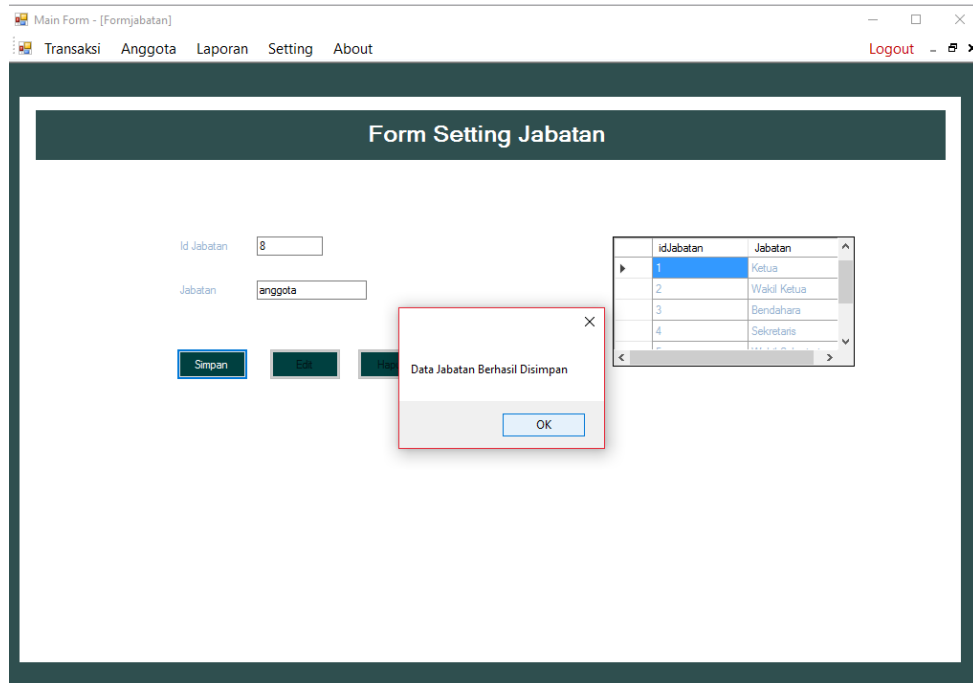 Main Form - [Formjabatan]
Transaksi Anggota Laporan Setting About Logout
Form Setting Jabatan
Id Jabatan 8
Jabatan anggota
Simpan Edit
idJabatan Jabatan
1 Ketua
2 Wakil Ketua
3 Bendahara
4 Sekretaris
Data Jabatan Berhasil Disimpan
OK